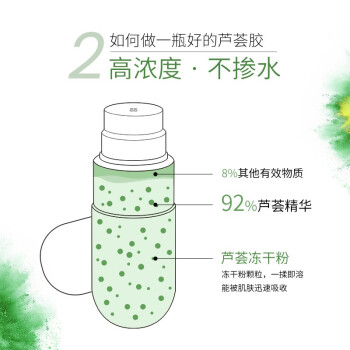 2
如何做一瓶好的芦荟胶
高浓度 · 不掺水
8%其他有效物质
92%芦荟精华
芦荟冻干粉
冻干粉颗粒，一揉即溶
能被肌肤迅速吸收